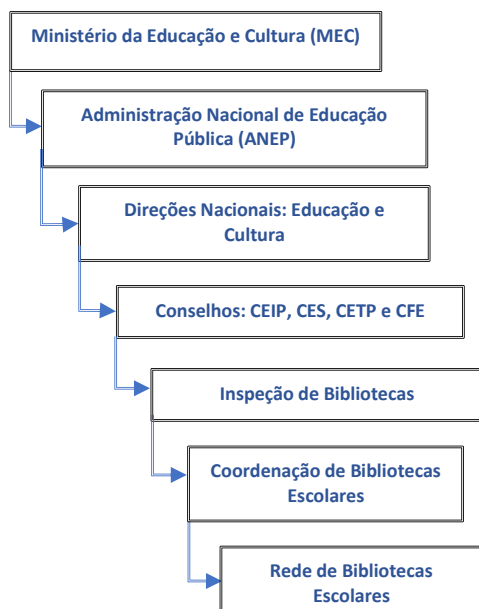 Ministério da Educação e Cultura (MEC)
Administração Nacional de Educação
Pública (ANEP)
Direções Nacionais: Educação e
Cultura
Conselhos: CEIP, CES, CETP e CFE
Inspeção de Bibliotecas
Coordenação de Bibliotecas
Escolares
Rede de Bibliotecas
Escolares